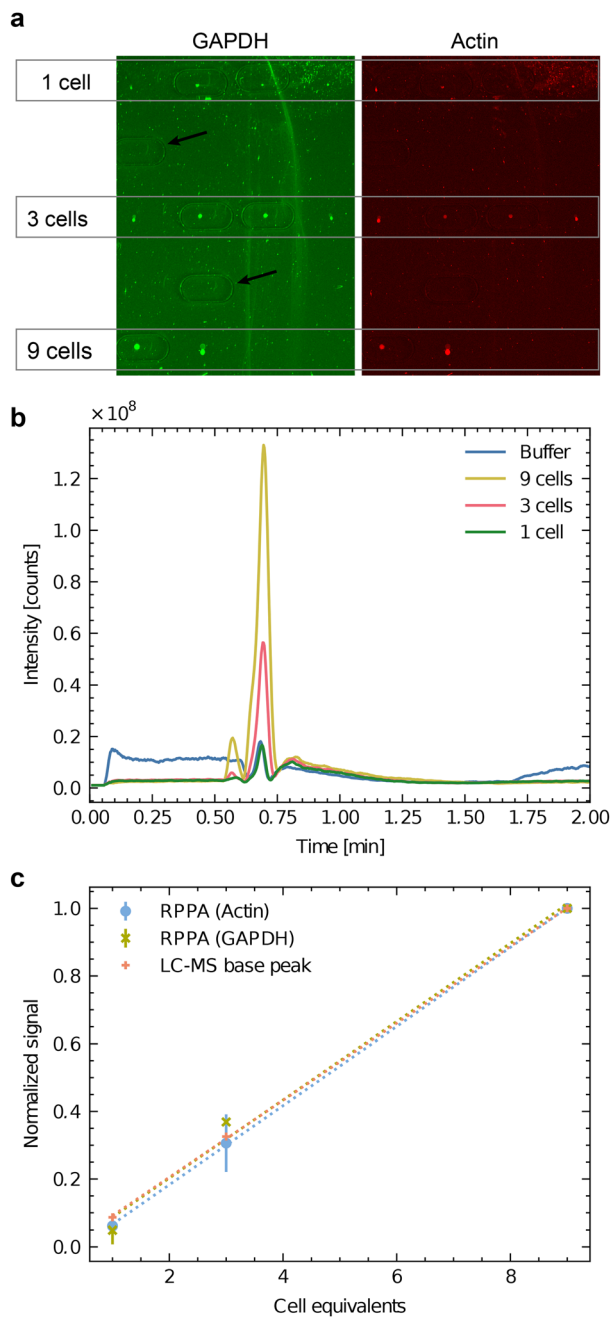 a
GAPDH Actin
1 cell
3 cells
9 cells
b
×10⁸
Buffer
9 cells
3 cells
1 cell
1.2
1.0
0.8
0.6
0.4
0.2
0.0
Intensity [counts]
0.00 0.25 0.50 0.75 1.00 1.25 1.50 1.75 2.00
Time [min]
c
RPPA (Actin)
RPPA (GAPDH)
LC-MS base peak
1.0
0.8
0.6
0.4
0.2
0.0
Normalized signal
2 4 6 8
Cell equivalents